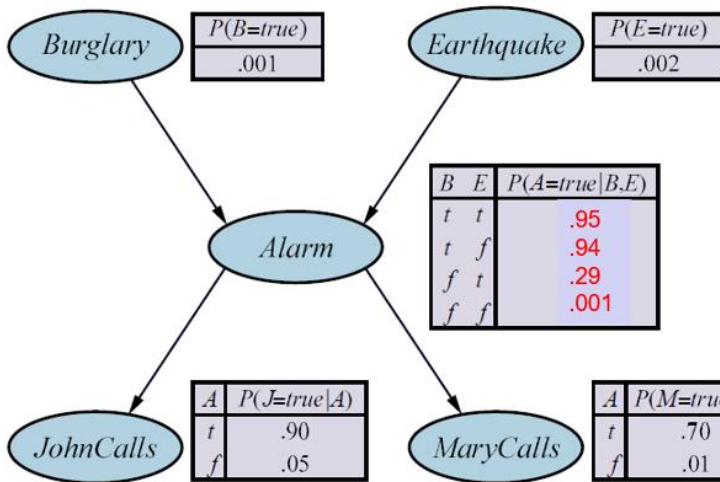 Burglary
P(B=true)
.001
Earthquake
P(E=true)
.002
Alarm
B E P(A=true|B,E)
t t .95
t f .94
f t .29
f f .001
JohnCalls
A P(J=true|A)
t .90
f .05
MaryCalls
A P(M=true
t .70
f .01